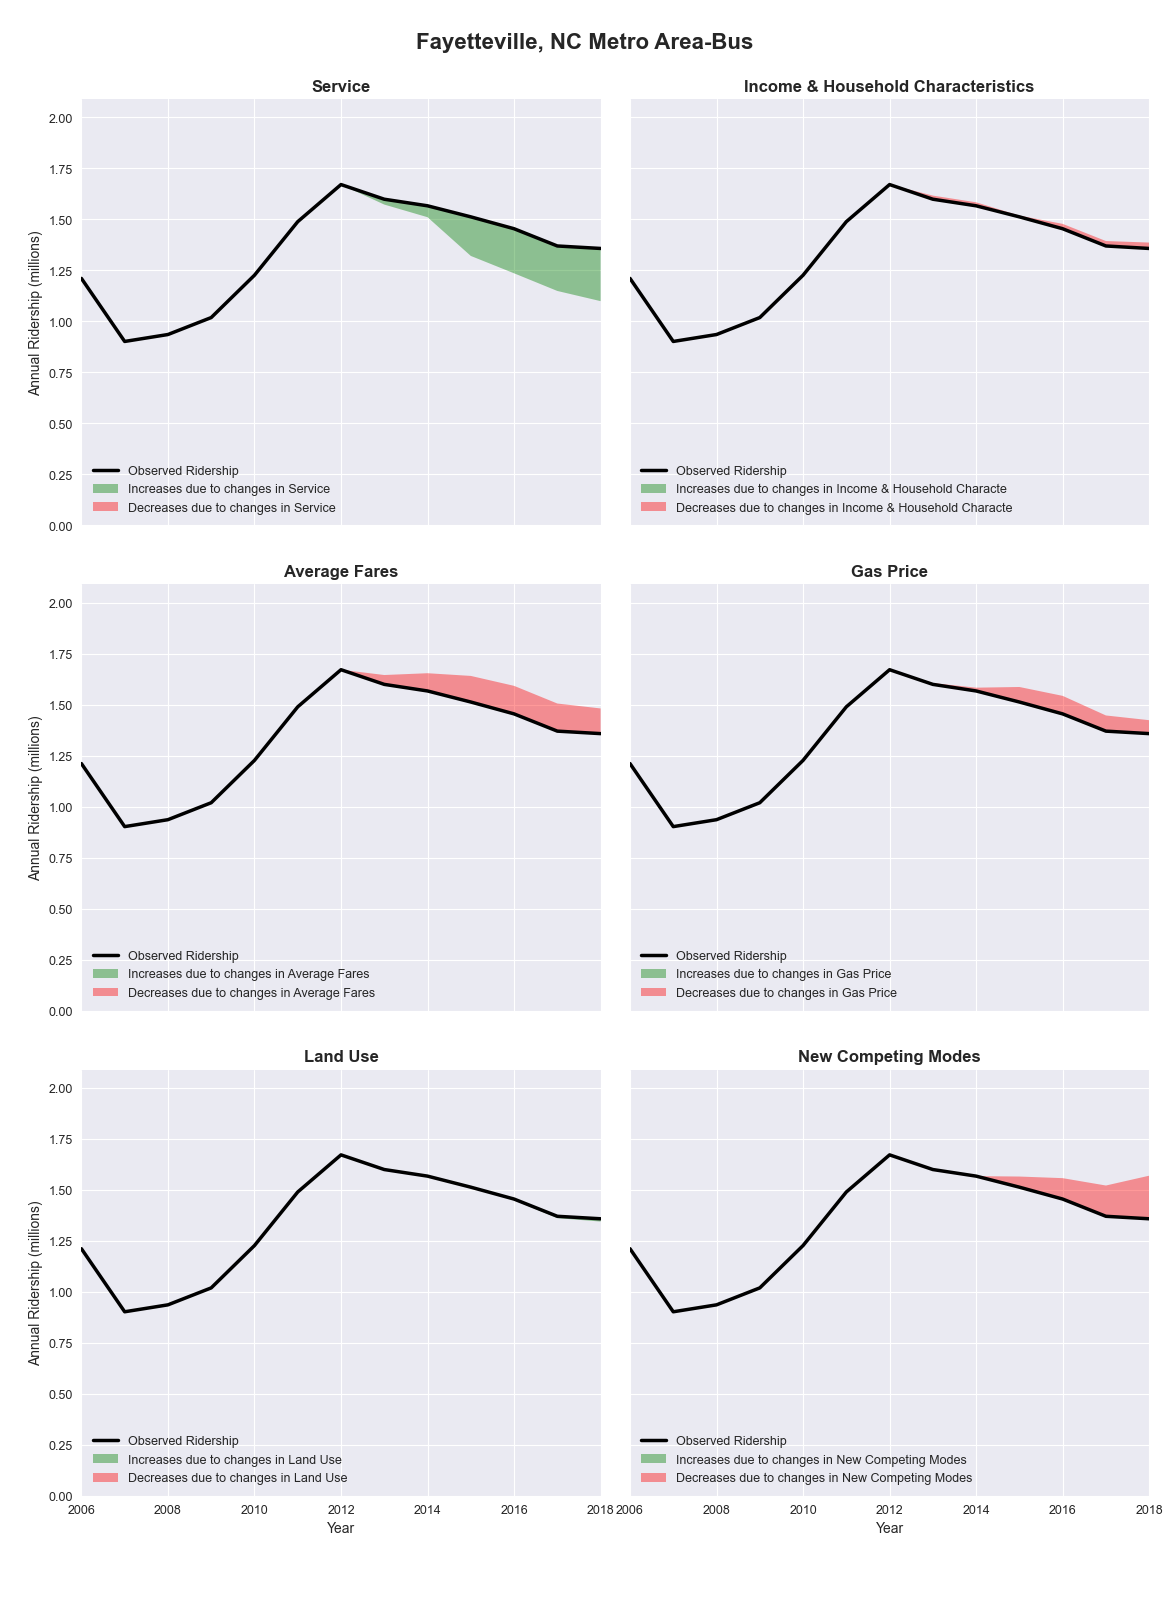 Fayetteville, NC Metro Area-Bus
Service
Income & Household Characteristics
2.00
1.75
1.50
1.25
1.00
0.75
0.50
0.25
0.00
Annual Ridership (millions)
Observed Ridership
Increases due to changes in Service
Decreases due to changes in Service
Observed Ridership
Increases due to changes in Income & Household Characte
Decreases due to changes in Income & Household Characte
Average Fares
Gas Price
2.00
1.75
1.50
1.25
1.00
0.75
0.50
0.25
0.00
Annual Ridership (millions)
Observed Ridership
Increases due to changes in Average Fares
Decreases due to changes in Average Fares
Observed Ridership
Increases due to changes in Gas Price
Decreases due to changes in Gas Price
Land Use
New Competing Modes
2.00
1.75
1.50
1.25
1.00
0.75
0.50
0.25
0.00
Annual Ridership (millions)
Observed Ridership
Increases due to changes in Land Use
Decreases due to changes in Land Use
Observed Ridership
Increases due to changes in New Competing Modes
Decreases due to changes in New Competing Modes
2006 2008 2010 2012 2014 2016 2018
2006 2008 2010 2012 2014 2016 2018
Year
Year